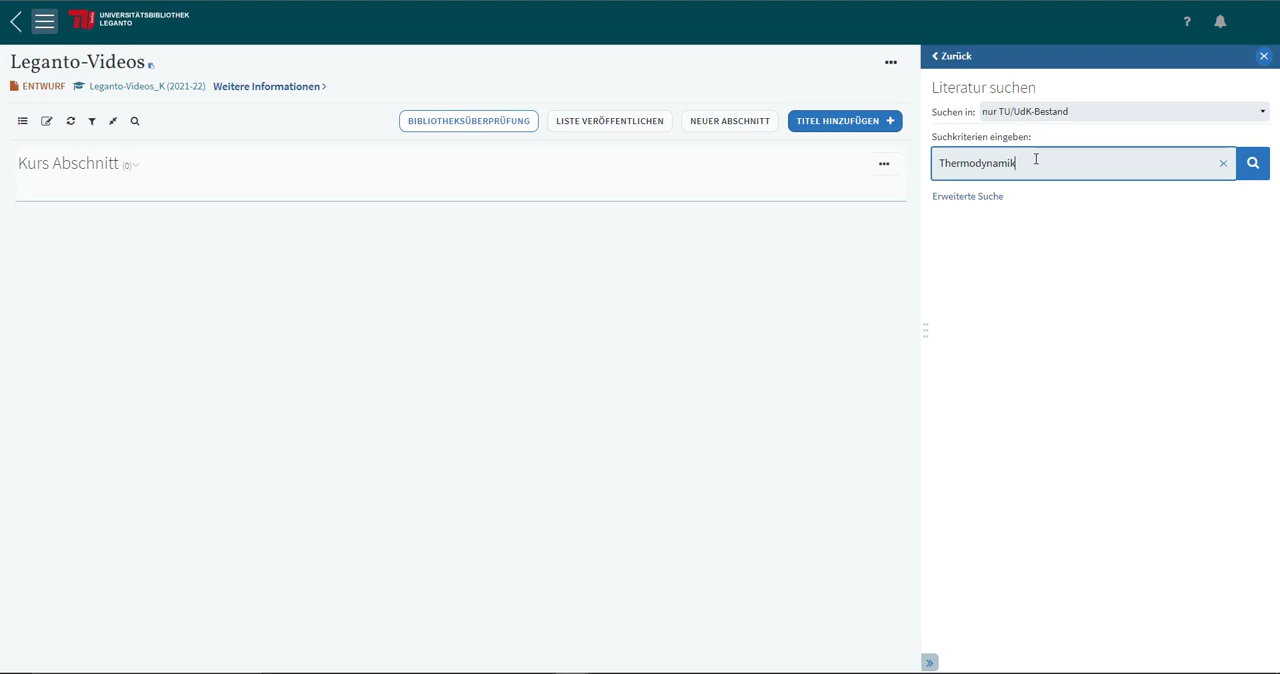 UNIVERSITÄTSBIBLIOTHEK
LEGANTO
?
Leganto-Videos
ENTWURF Leganto-Videos_K (2021-22) Weitere Informationen >
BIBLIOTHEKSÜBERPRÜFUNG LISTE VERÖFFENTLICHEN NEUER ABSCHNITT TITEL HINZUFÜGEN +
Kurs Abschnitt (0)
Zurück
Literatur suchen
Suchen in: nur TU/UdK-Bestand
Suchkriterien eingeben:
Thermodynamik
Erweiterte Suche